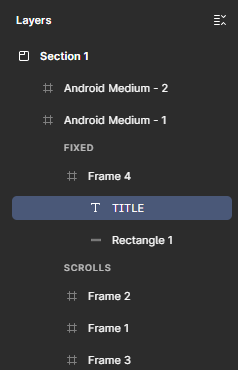 Layers
Section 1
Android Medium - 2
Android Medium - 1
FIXED
Frame 4
TITLE
Rectangle 1
SCROLLS
Frame 2
Frame 1
Frame 3